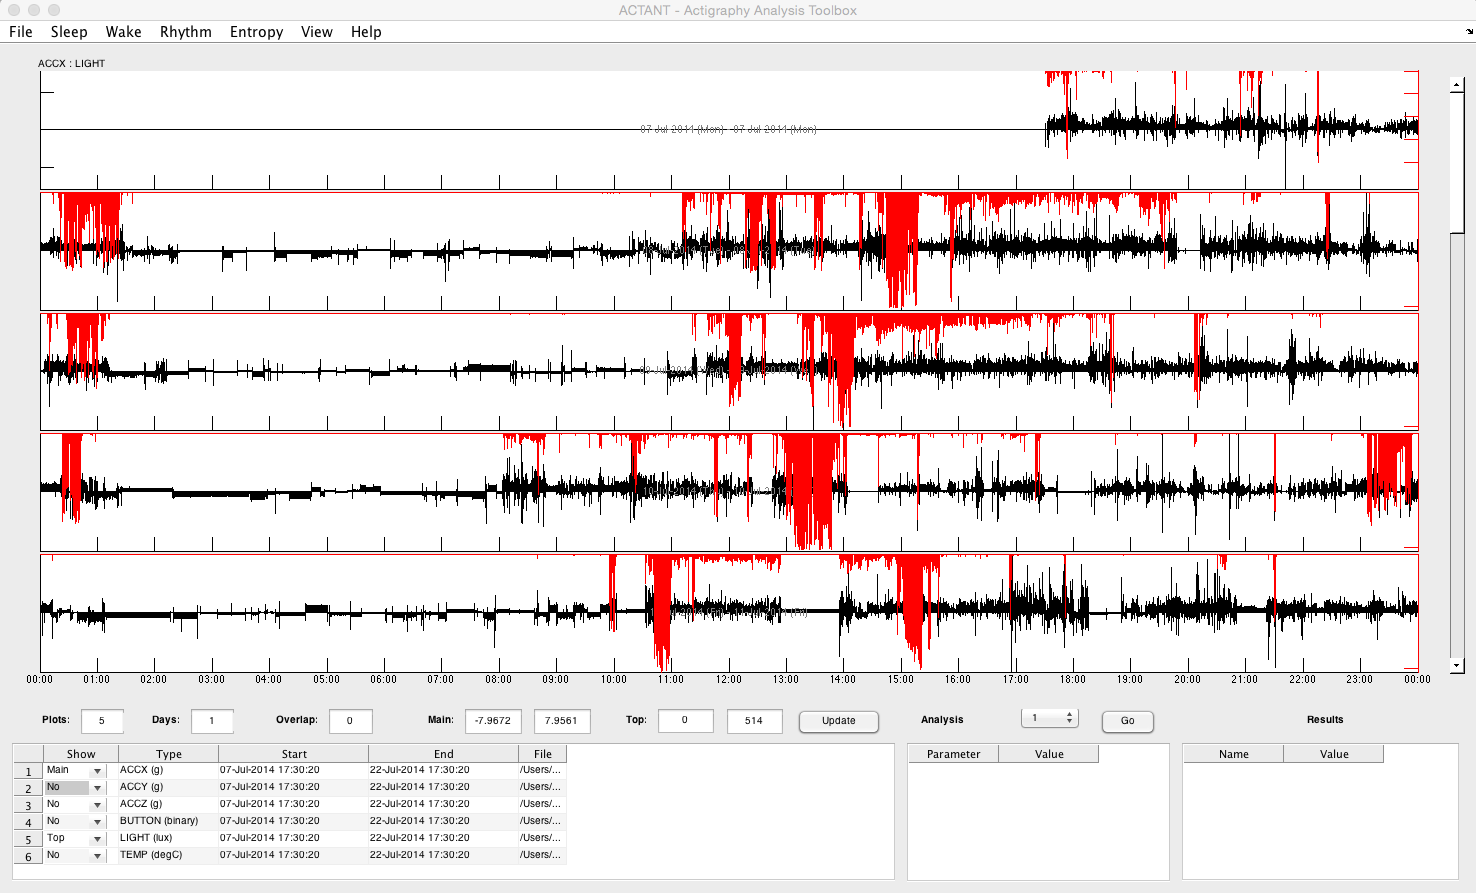 ACTANT - Actigraphy Analysis Toolbox
File Sleep Wake Rhythm Entropy View Help
ACCX : LIGHT
07 Jul 2014 (Mon) - 07 Jul 2014 (Mon)
00:00 01:00 02:00 03:00 04:00 05:00 06:00 07:00 08:00 09:00 10:00 11:00 12:00 13:00 14:00 15:00 16:00 17:00 18:00 19:00 20:00 21:00 22:00 23:00 00:00
Plots: 5 Days: 1 Overlap: 0 Main: -7.9672 7.9561 Top: 0 514 Update Analysis 1 Go Results
Show Type Start End File Parameter Value Name Value
1 Main ACCX (g) 07-Jul-2014 17:30:20 22-Jul-2014 17:30:20 /Users/...
2 No ACCY (g) 07-Jul-2014 17:30:20 22-Jul-2014 17:30:20 /Users/...
3 No ACCZ (g) 07-Jul-2014 17:30:20 22-Jul-2014 17:30:20 /Users/...
4 No BUTTON (binary) 07-Jul-2014 17:30:20 22-Jul-2014 17:30:20 /Users/...
5 Top LIGHT (lux) 07-Jul-2014 17:30:20 22-Jul-2014 17:30:20 /Users/...
6 No TEMP (degC) 07-Jul-2014 17:30:20 22-Jul-2014 17:30:20 /Users/...